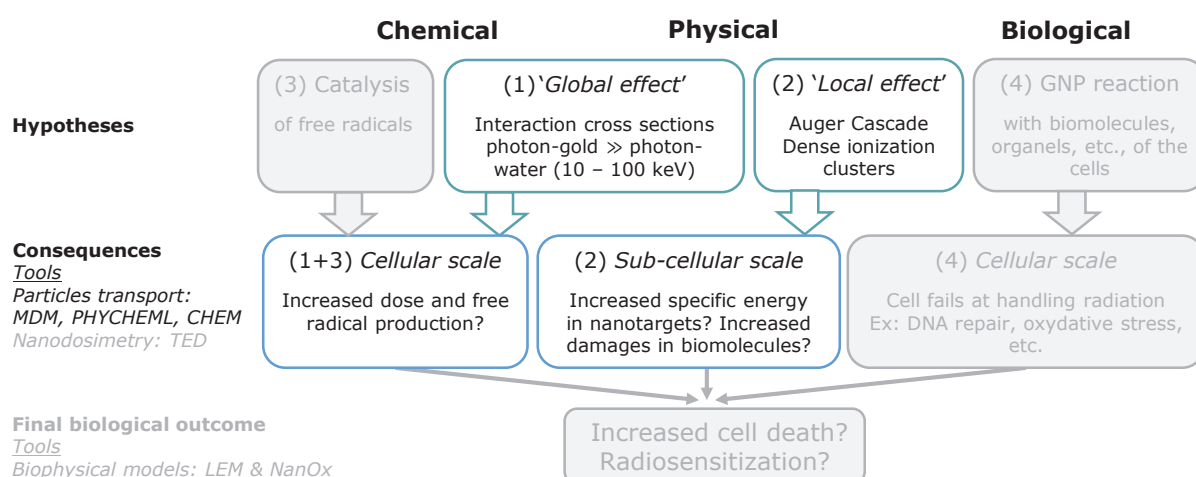 Chemical
Physical
Biological
Hypotheses
(3) Catalysis
of free radicals
(1) ‘Global effect’
Interaction cross sections
photon-gold ≫ photon-
water (10 – 100 keV)
(2) ‘Local effect’
Auger Cascade
Dense ionization
clusters
(4) GNP reaction
with biomolecules,
organels, etc., of the
cells
Consequences
Tools
Particles transport:
MDM, PHYCHEML, CHEM
Nanodosimetry: TED
(1+3) Cellular scale
Increased dose and free
radical production?
(2) Sub-cellular scale
Increased specific energy
in nanotargets? Increased
damages in biomolecules?
(4) Cellular scale
Cell fails at handling radiation
Ex: DNA repair, oxydative stress,
etc.
Final biological outcome
Tools
Biophysical models: LEM & NanOx
Increased cell death?
Radiosensitization?